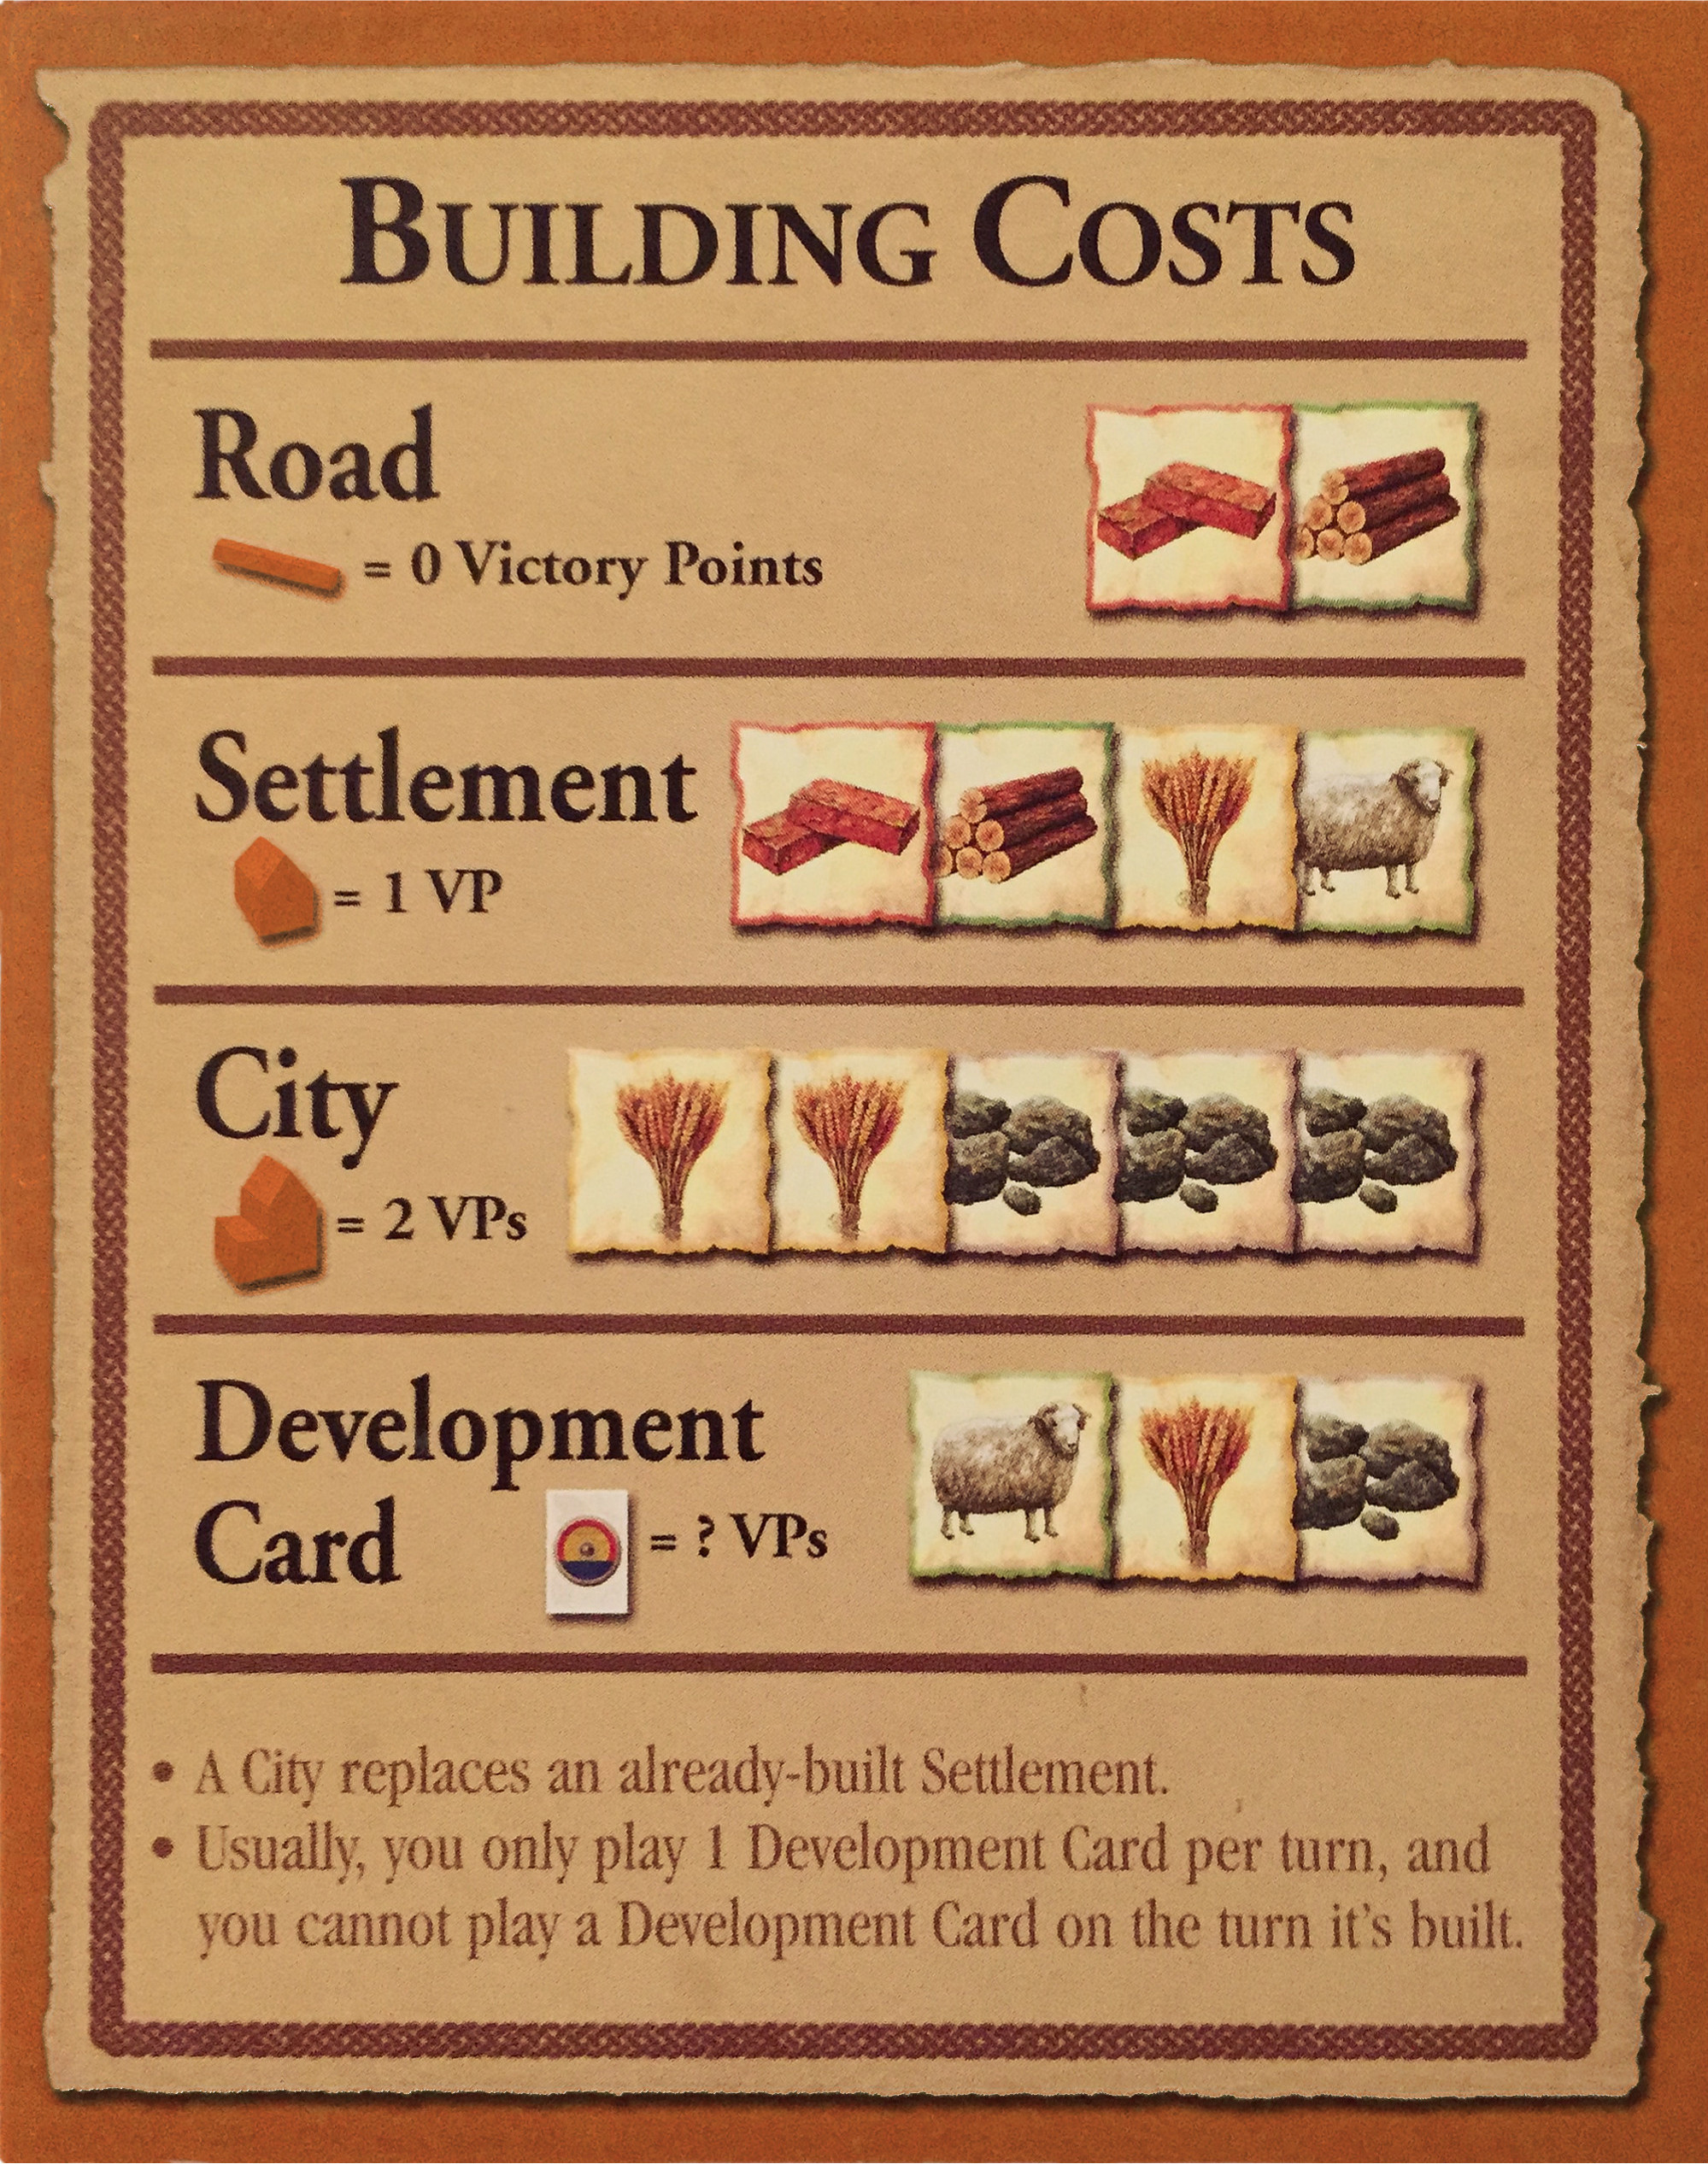 BUILDING COSTS
Road
= 0 Victory Points
Settlement
= 1 VP
City
= 2 VPs
Development
Card
= ? VPs
• A City replaces an already-built Settlement.
• Usually, you only play 1 Development Card per turn, and
you cannot play a Development Card on the turn it's built.